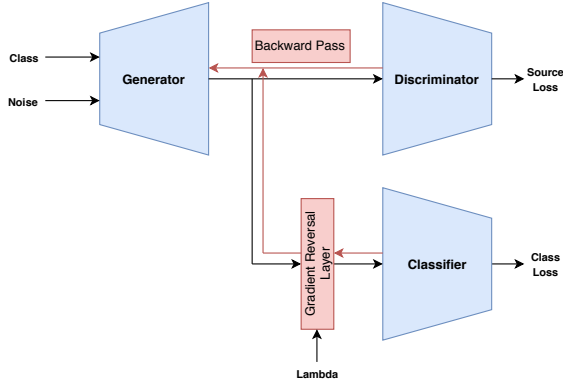 Backward Pass
Class
Generator
Discriminator
Source
Loss
Noise
Gradient Reversal
Layer
Classifier
Class
Loss
Lambda